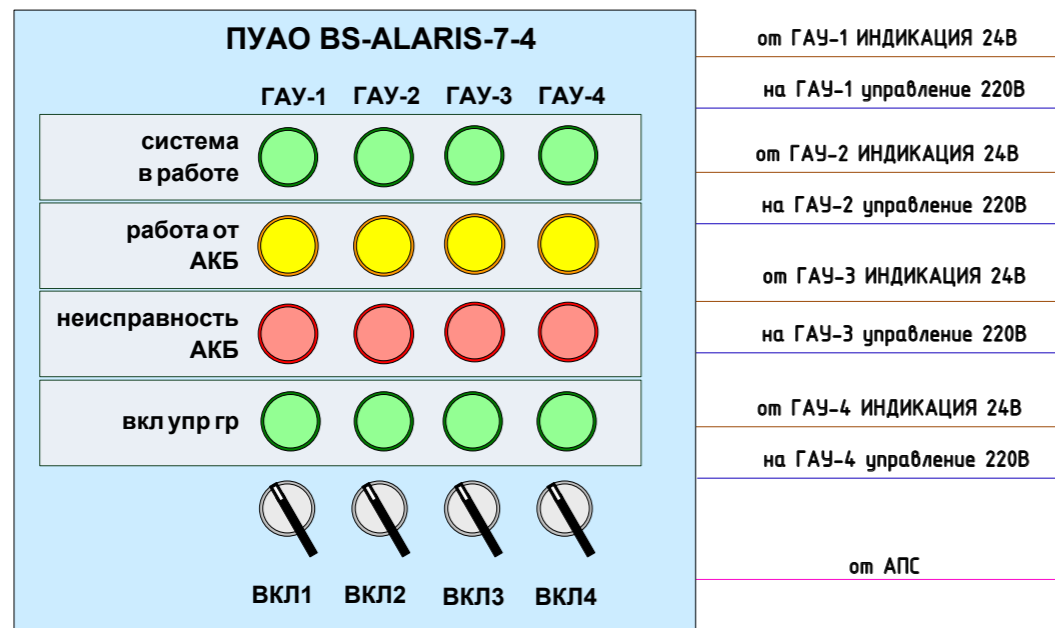 ПУАО BS-ALARIS-7-4
ГАУ-1 ГАУ-2 ГАУ-3 ГАУ-4
система
в работе
работа от
АКБ
неисправность
АКБ
вкл упр гр
ВКЛ1 ВКЛ2 ВКЛ3 ВКЛ4
от ГАУ-1 ИНДИКАЦИЯ 24В
на ГАУ-1 управление 220В
от ГАУ-2 ИНДИКАЦИЯ 24В
на ГАУ-2 управление 220В
от ГАУ-3 ИНДИКАЦИЯ 24В
на ГАУ-3 управление 220В
от ГАУ-4 ИНДИКАЦИЯ 24В
на ГАУ-4 управление 220В
от АПС